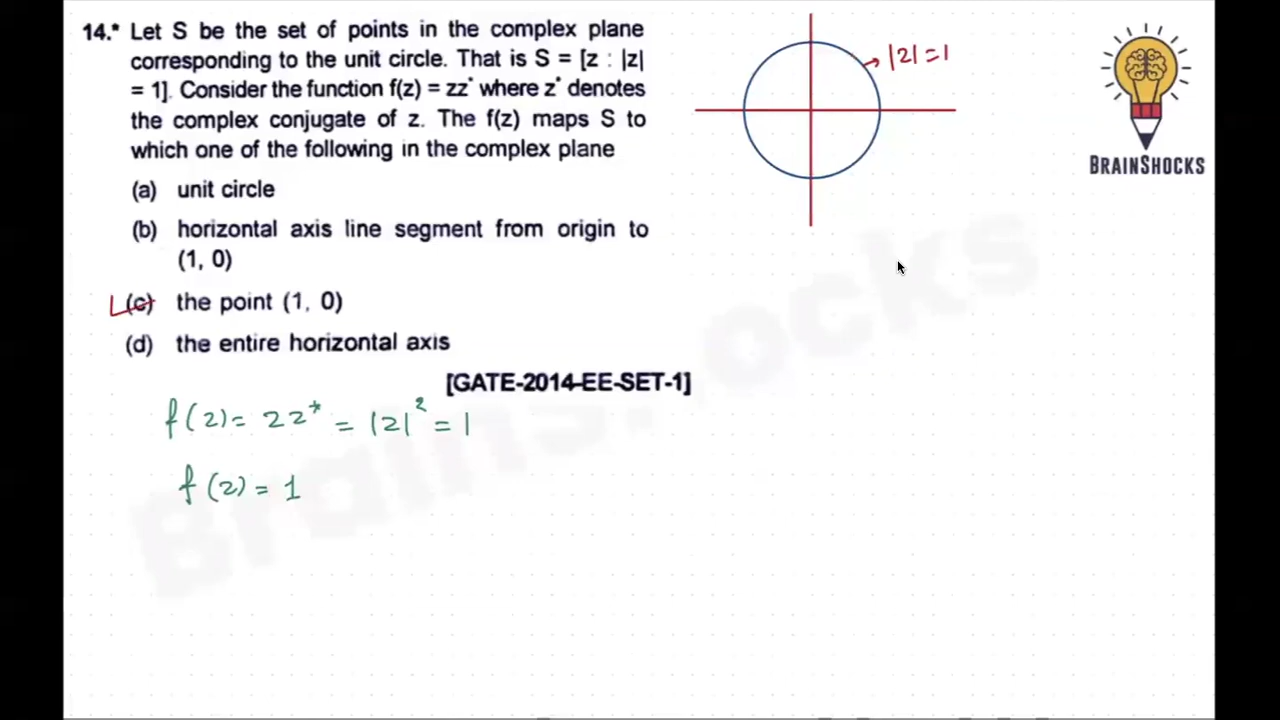 14.* Let S be the set of points in the complex plane
corresponding to the unit circle. That is S = [z : |z|
= 1]. Consider the function f(z) = zz* where z* denotes
the complex conjugate of z. The f(z) maps S to
which one of the following in the complex plane
(a) unit circle
(b) horizontal axis line segment from origin to
(1, 0)
(c) the point (1, 0)
(d) the entire horizontal axis
[GATE-2014-EE-SET-1]
f(z) = zz* = |z|² = 1
f(z) = 1
|z| = 1
BRAINSHOCKS